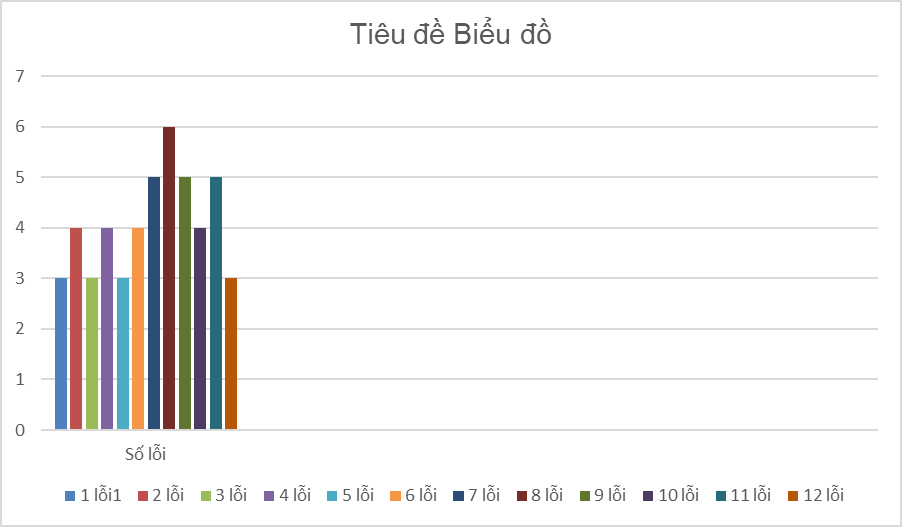 Tiêu đề Biểu đồ
7
6
5
4
3
2
1
0
Số lỗi
1 lỗi1 2 lỗi 3 lỗi 4 lỗi 5 lỗi 6 lỗi 7 lỗi 8 lỗi 9 lỗi 10 lỗi 11 lỗi 12 lỗi